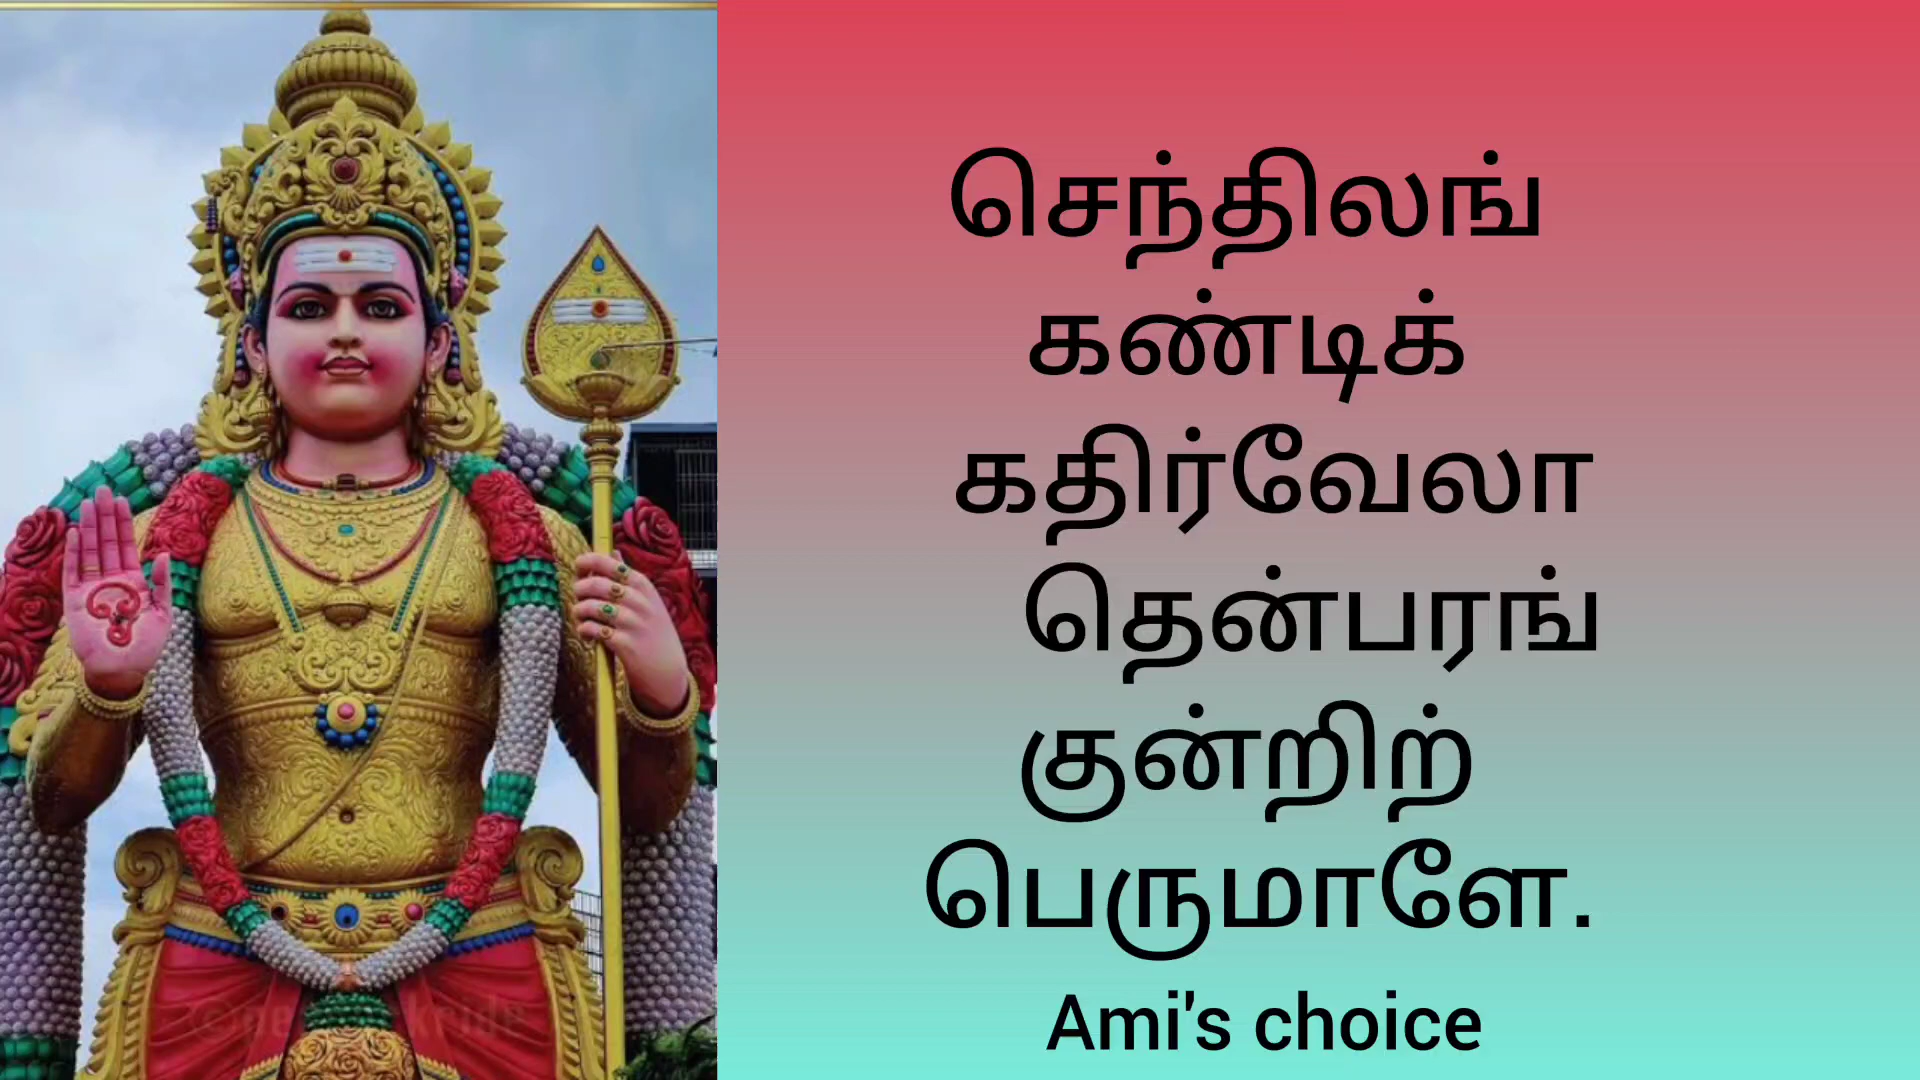 செந்திலங்
கண்டிக்
கதிர்வேலா
தென்பரங்
குன்றிற்
பெருமாளே.
Ami's choice